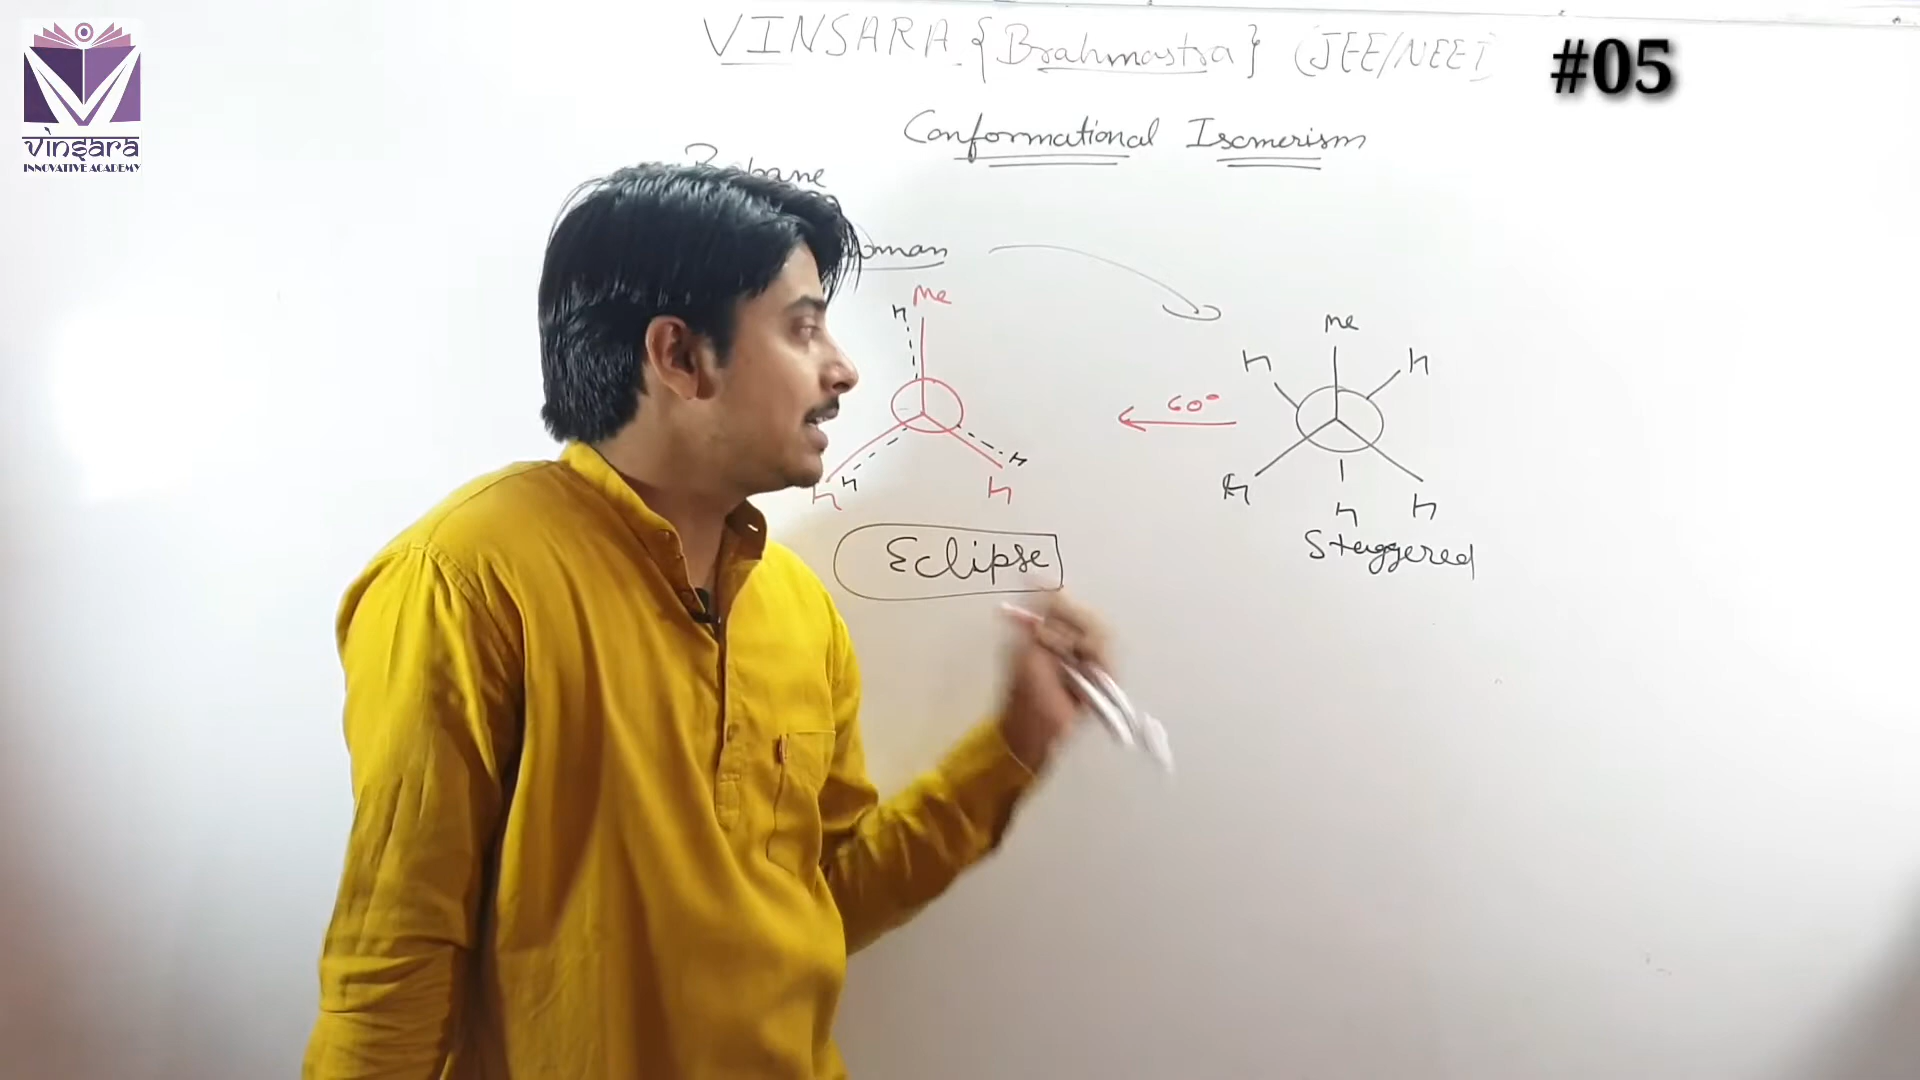 VINSARA {Brahmastra} (JEE/NEET)
#05
vinsara
INNOVATIVE ACADEMY
Conformational Isomerism
Me
H
H
H
H
H
Eclipse
60°
Me
H
H
H
H
H
Staggered